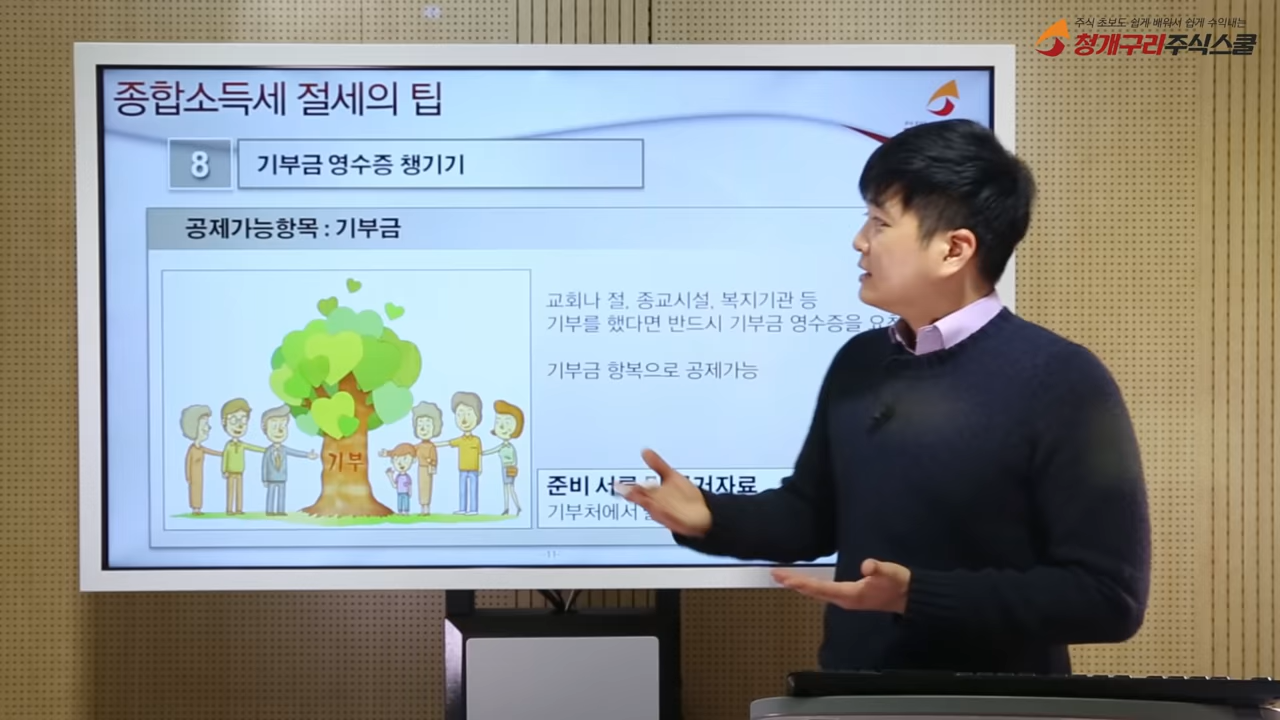 주식 초보도 쉽게 배워서 쉽게 수익내는
청개구리주식스쿨
종합소득세 절세의 팁
8
기부금 영수증 챙기기
공제가능항목 : 기부금
교회나 절, 종교시설, 복지기관 등
기부를 했다면 반드시 기부금 영수증을
기부금 항복으로 공제가능
기부
준비
기부처에서
11